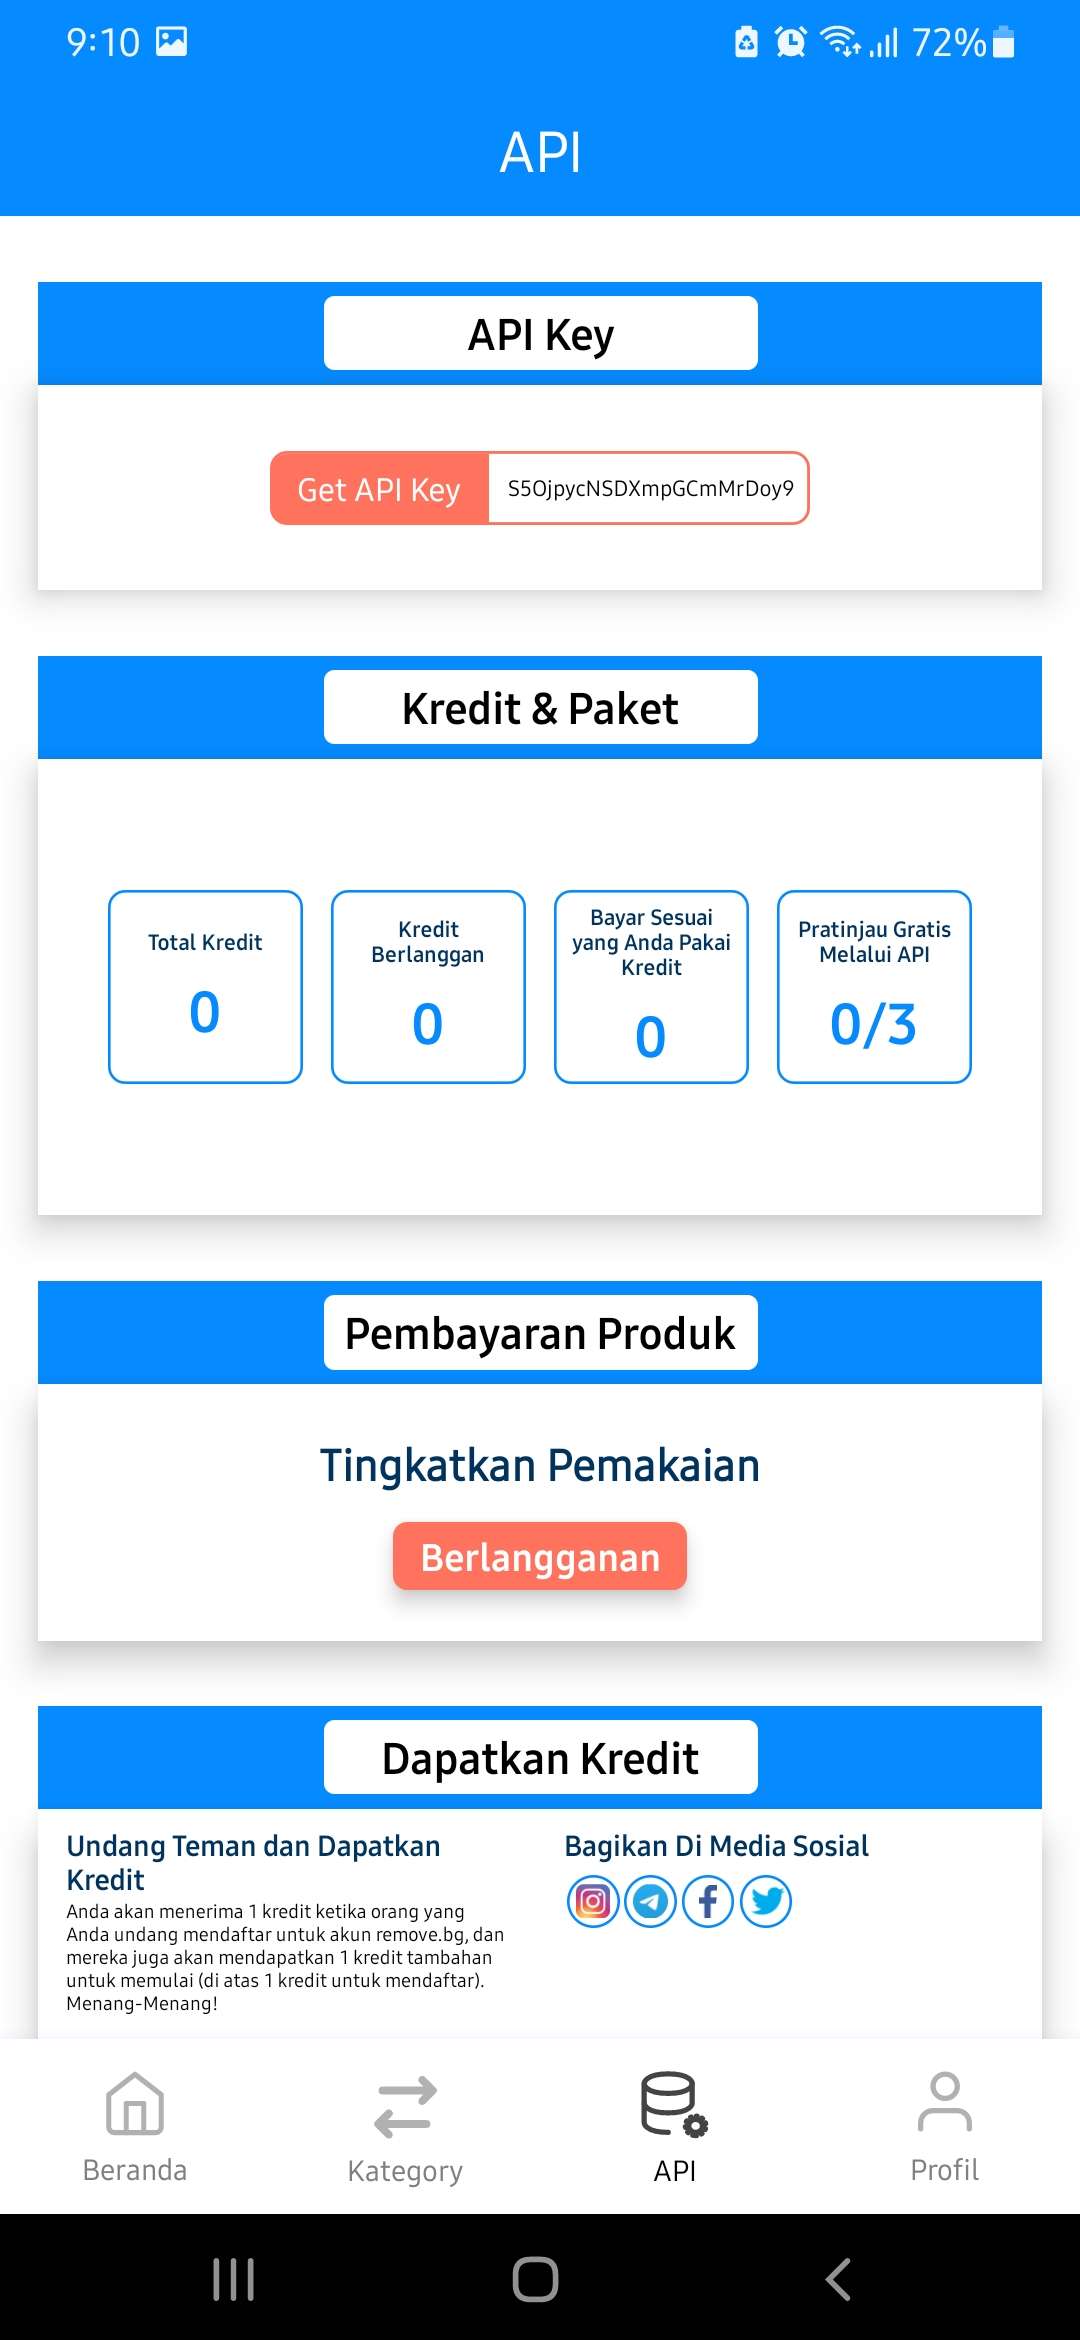 9:10
72%
API
API Key
Get API Key
S5OjpycNSDXmpGCmMrDoy9
Kredit & Paket
Total Kredit
0
Kredit
Berlanggan
0
Bayar Sesuai
yang Anda Pakai
Kredit
0
Pratinjau Gratis
Melalui API
0/3
Pembayaran Produk
Tingkatkan Pemakaian
Berlangganan
Dapatkan Kredit
Undang Teman dan Dapatkan
Kredit
Anda akan menerima 1 kredit ketika orang yang
Anda undang mendaftar untuk akun remove.bg, dan
mereka juga akan mendapatkan 1 kredit tambahan
untuk memulai (di atas 1 kredit untuk mendaftar).
Menang-Menang!
Bagikan Di Media Sosial
Beranda
Kategory
API
Profil